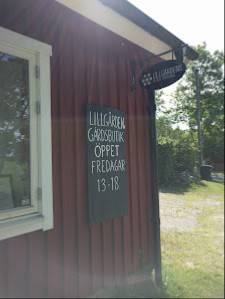 LILLGÅRDEN
GÅRDSBUTIK
ÖPPET
FREDAGAR
13-18